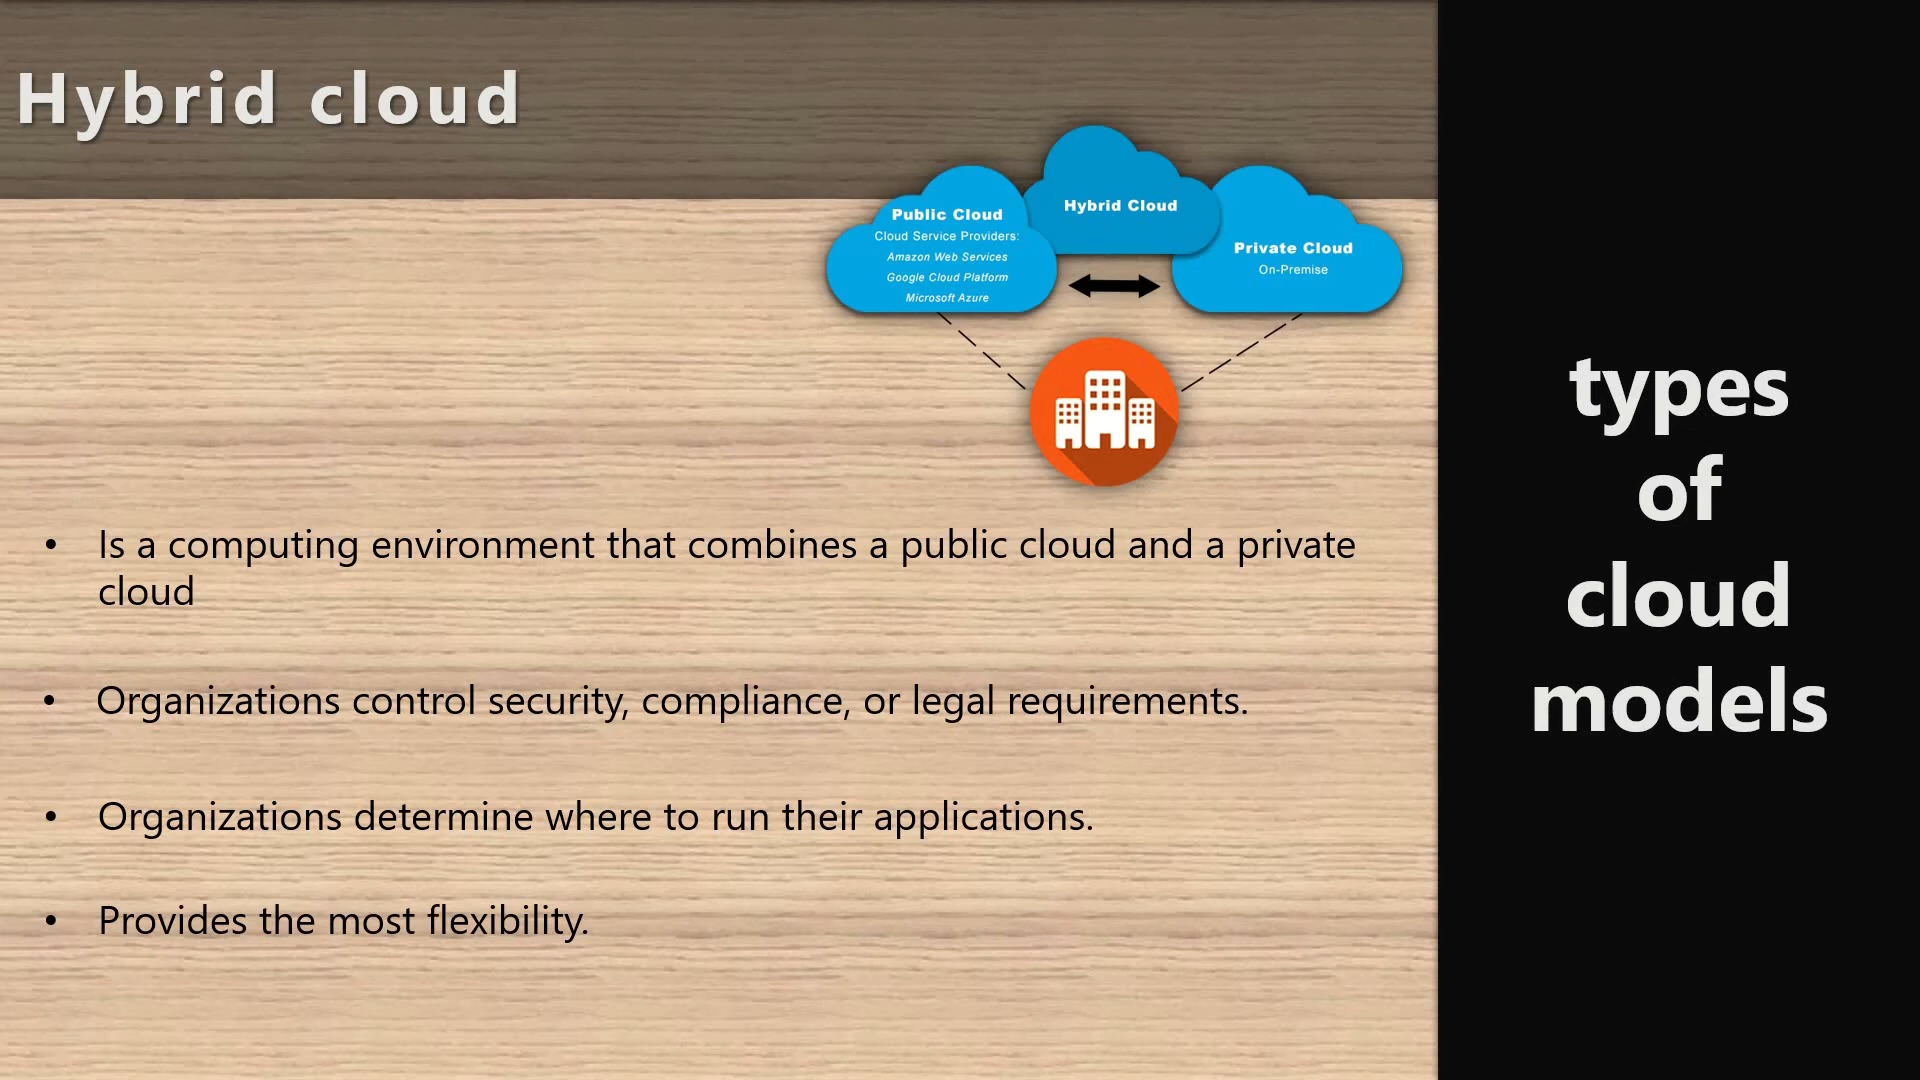 Hybrid cloud
Hybrid Cloud
Public Cloud
Cloud Service Providers:
Amazon Web Services
Google Cloud Platform
Microsoft Azure
Private Cloud
On-Premise
• Is a computing environment that combines a public cloud and a private
cloud
• Organizations control security, compliance, or legal requirements.
• Organizations determine where to run their applications.
• Provides the most flexibility.
types
of
cloud
models